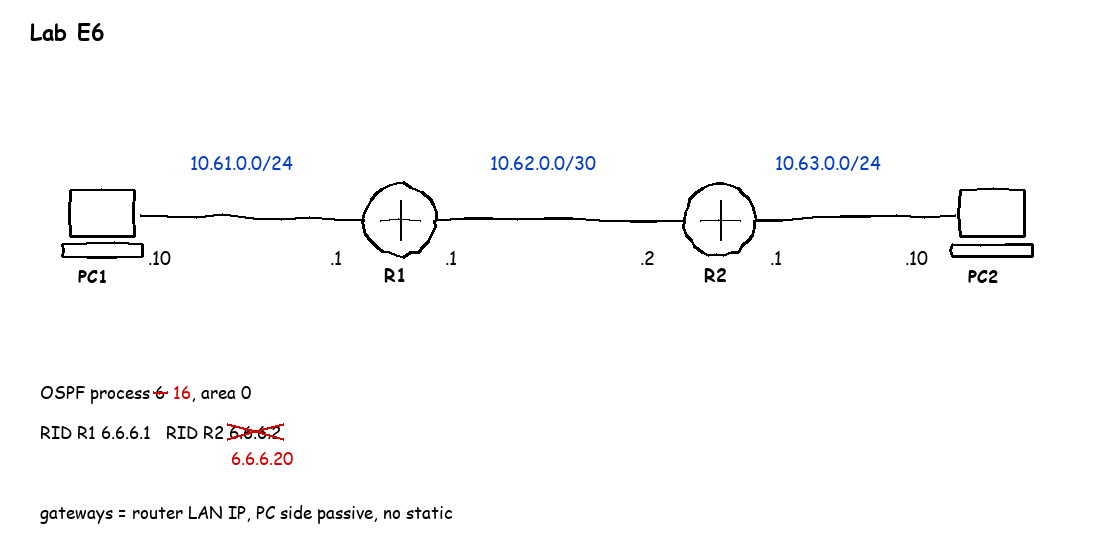 Lab E6
10.61.0.0/24 10.62.0.0/30 10.63.0.0/24
.10 .1 .1 .2 .1 .10
PC1 R1 R2 PC2
OSPF process 6 16, area 0
RID R1 6.6.6.1 RID R2 6.6.6.2
6.6.6.20
gateways = router LAN IP, PC side passive, no static